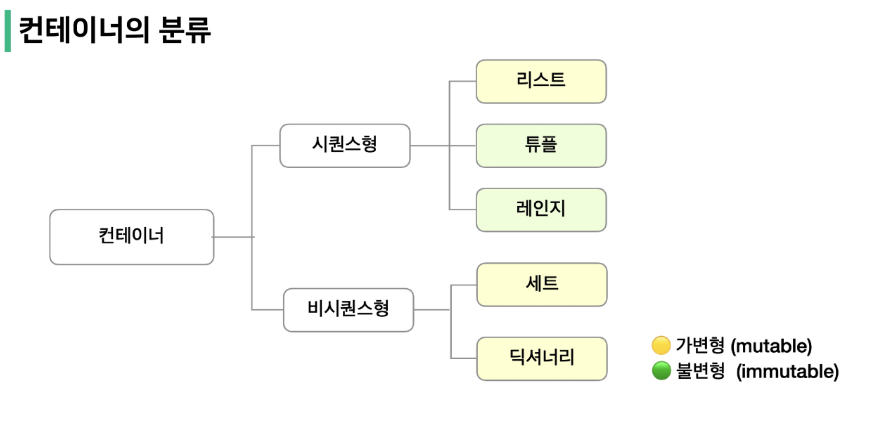 컨테이너의 분류
컨테이너
시퀀스형
리스트
튜플
레인지
비시퀀스형
세트
딕셔너리
가변형 (mutable)
불변형 (immutable)